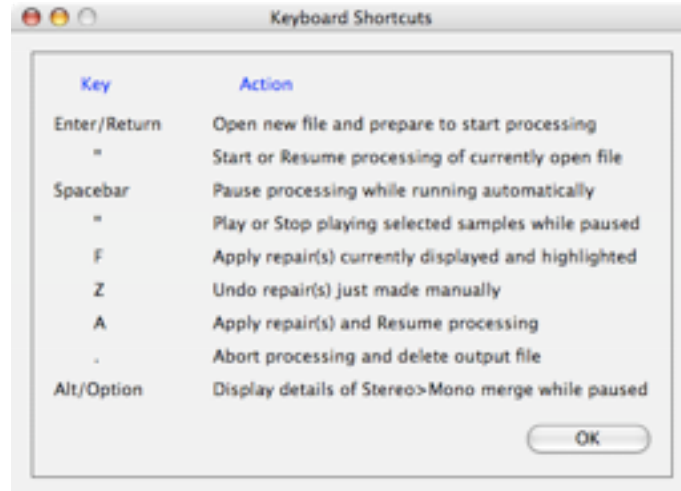 Keyboard Shortcuts
Key Action
Enter/Return Open new file and prepare to start processing
" Start or Resume processing of currently open file
Spacebar Pause processing while running automatically
" Play or Stop playing selected samples while paused
F Apply repair(s) currently displayed and highlighted
Z Undo repair(s) just made manually
A Apply repair(s) and Resume processing
. Abort processing and delete output file
Alt/Option Display details of Stereo>Mono merge while paused
OK